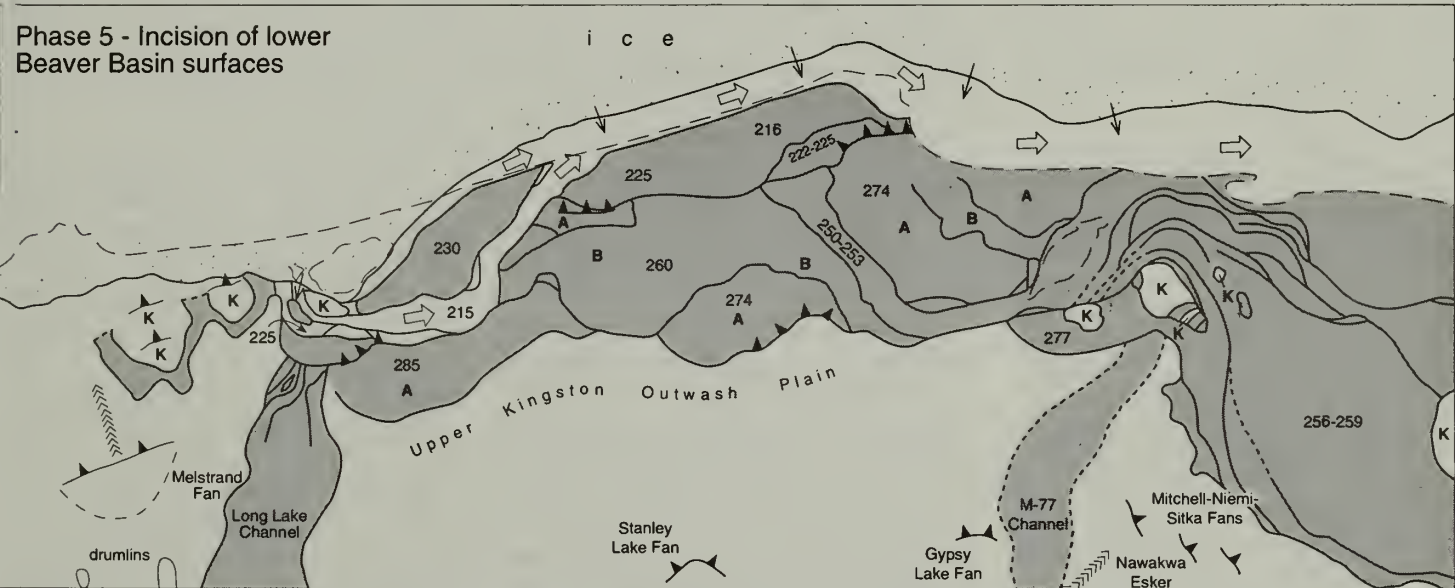 Phase 5 - Incision of lower
Beaver Basin surfaces
ice
216
222-225
225
274
A
B
A
A
230
B
260
B
250-253
K
K
K
K
215
225
274
A
K
K
K
K
277
285
A
Upper Kingston Outwash Plain
256-259
K
Melstrand
Fan
Long Lake
Channel
drumlins
Stanley
Lake Fan
Gypsy
Lake Fan
M-77
Channel
Mitchell-Niemi-
Sitka Fans
Nawakwa
Esker